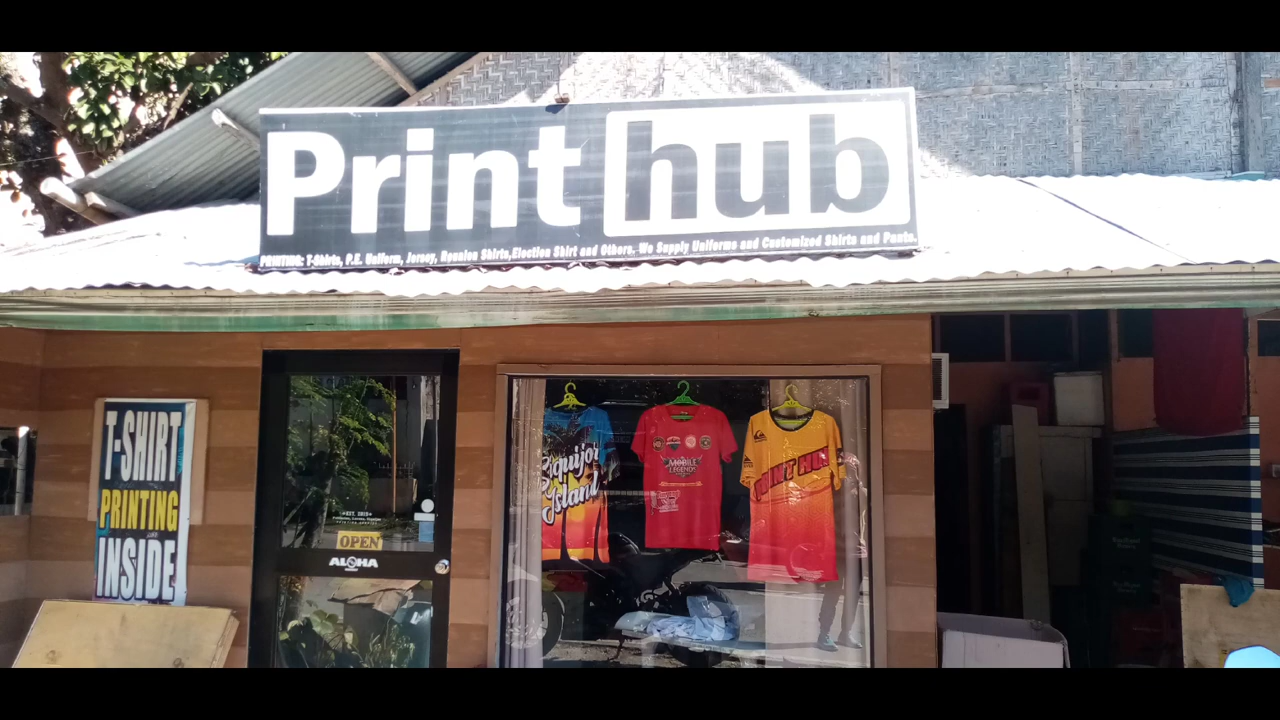 Print hub
PRINTING: T-Shirts, P.E. Uniform, Jersey, Reunion Shirts,Election Shirt and Others. We Supply Uniforms and Customized Shirts and Pants.
T-SHIRT
PRINTING
INSIDE
OPEN
ALOHA
Siquijor
Island
MOBILE
LEGENDS
PRINT HUB